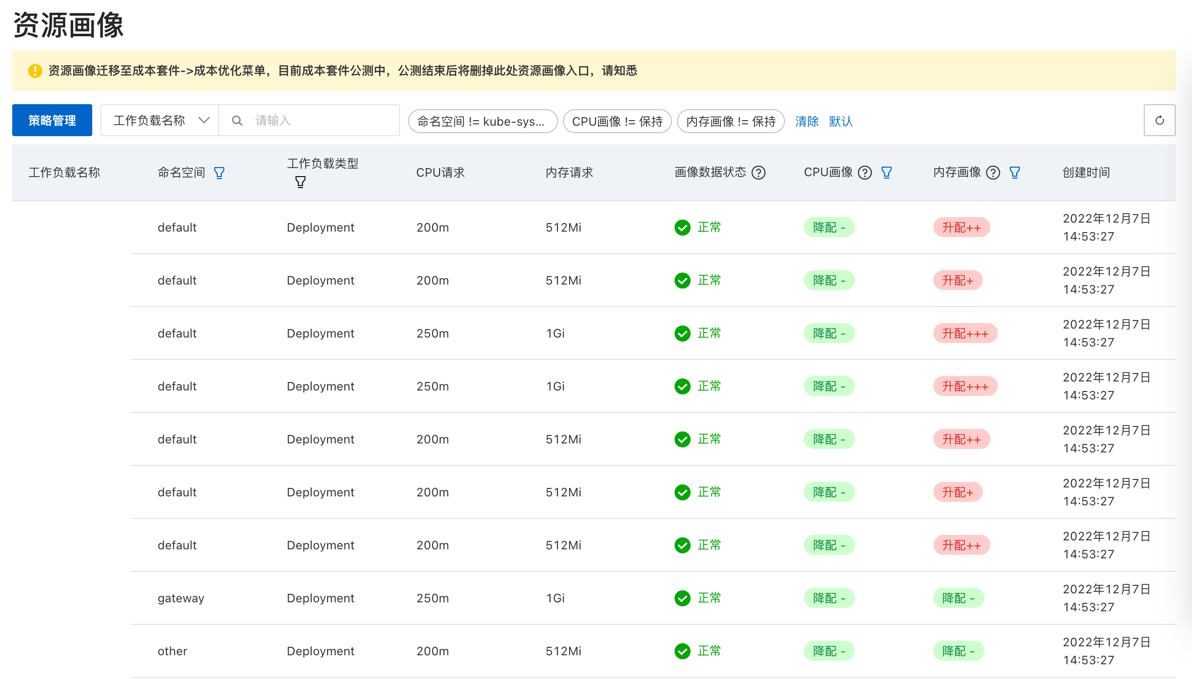 资源画像
资源画像迁移至成本套件->成本优化菜单，目前成本套件公测中，公测结束后将删掉此处资源画像入口，请知悉
策略管理 工作负载名称 请输入 命名空间 != kube-sys... CPU画像 != 保持 内存画像 != 保持 清除 默认
工作负载名称 命名空间 工作负载类型 CPU请求 内存请求 画像数据状态 CPU画像 内存画像 创建时间
default Deployment 200m 512Mi 正常 降配 - 升配++ 2022年12月7日
14:53:27
default Deployment 200m 512Mi 正常 降配 - 升配+ 2022年12月7日
14:53:27
default Deployment 250m 1Gi 正常 降配 - 升配+++ 2022年12月7日
14:53:27
default Deployment 250m 1Gi 正常 降配 - 升配+++ 2022年12月7日
14:53:27
default Deployment 200m 512Mi 正常 降配 - 升配++ 2022年12月7日
14:53:27
default Deployment 200m 512Mi 正常 降配 - 升配+ 2022年12月7日
14:53:27
default Deployment 200m 512Mi 正常 降配 - 升配++ 2022年12月7日
14:53:27
gateway Deployment 250m 1Gi 正常 降配 - 降配 - 2022年12月7日
14:53:27
other Deployment 200m 512Mi 正常 降配 - 降配 - 2022年12月7日
14:53:27